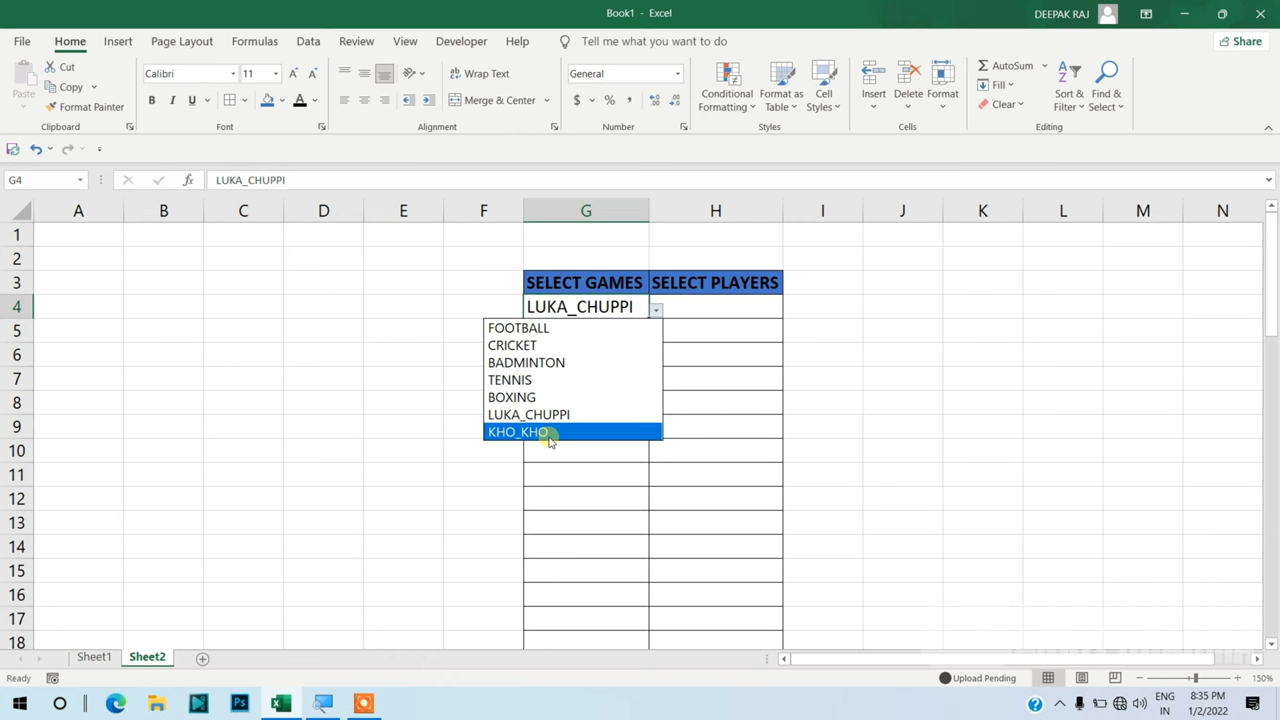 Book1 - Excel
DEEPAK RAJ
File Home Insert Page Layout Formulas Data Review View Developer Help Tell me what you want to do Share
Paste Cut Copy Format Painter
Calibri 11 B I U A
Wrap Text Merge & Center
General $ % ,
Conditional Formatting Format as Table Cell Styles
Insert Delete Format
AutoSum Fill Clear Sort & Filter Find & Select
Clipboard Font Alignment Number Styles Cells Editing
G4 fx LUKA_CHUPPI
A B C D E F G H I J K L M N
1
2
3 SELECT GAMES SELECT PLAYERS
4 LUKA_CHUPPI
5 FOOTBALL
CRICKET
6 BADMINTON
7 TENNIS
8 BOXING
LUKA_CHUPPI
9 KHO_KHO
10
11
12
13
14
15
16
17
18
Sheet1 Sheet2
Ready Upload Pending 150%
Ps ENG 8:35 PM
IN 1/2/2022